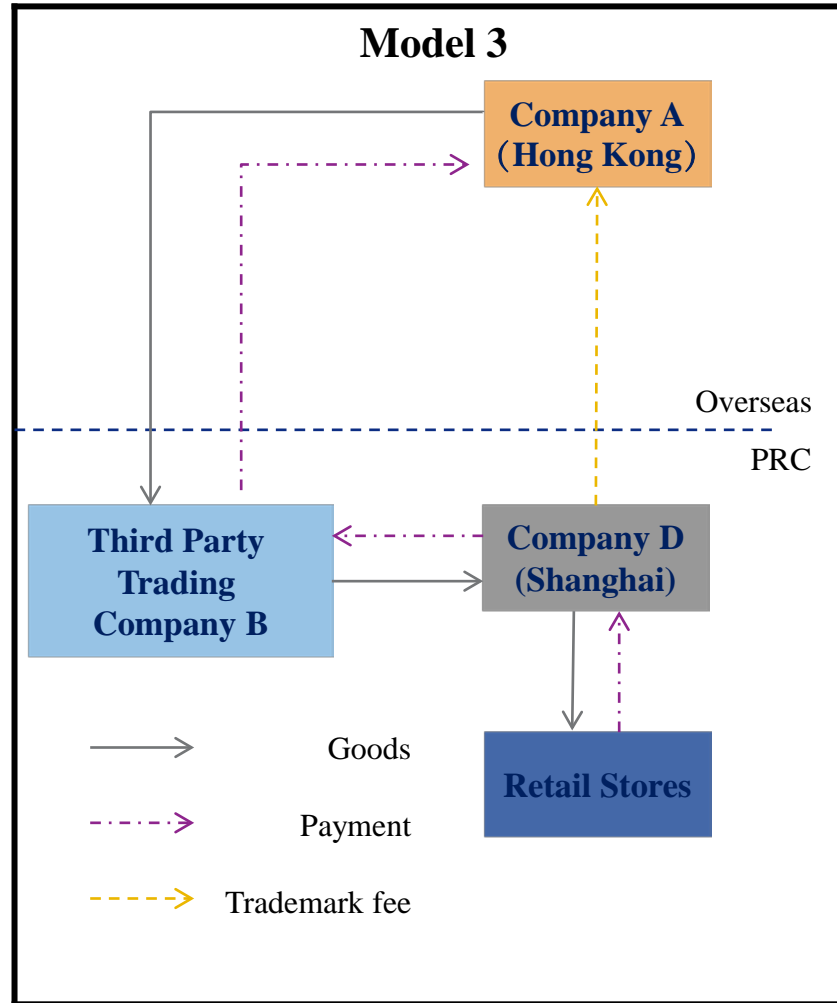 Model 3
Company A
（Hong Kong）
Overseas
PRC
Third Party
Trading
Company B
Company D
(Shanghai)
Goods
Retail Stores
Payment
Trademark fee